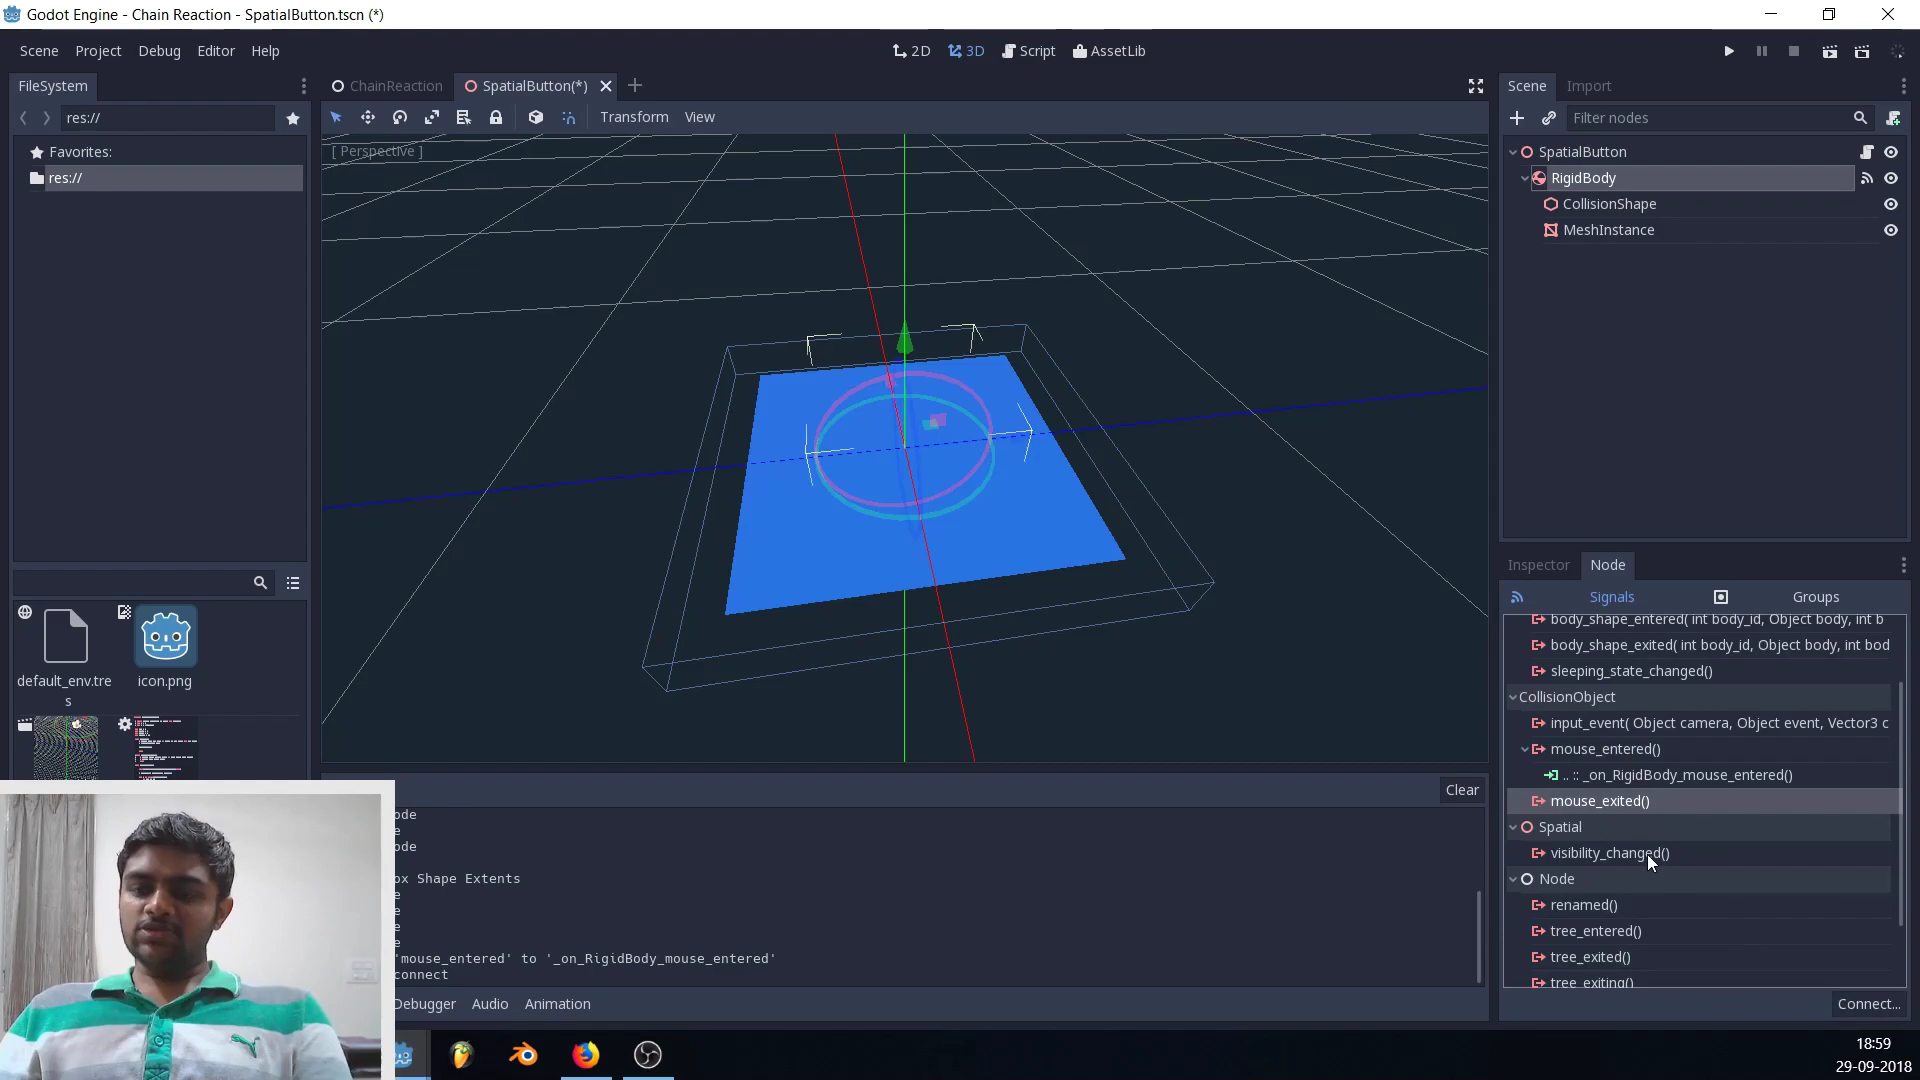 Godot Engine - Chain Reaction - SpatialButton.tscn (*)
Scene Project Debug Editor Help
2D 3D Script AssetLib
FileSystem
res://
Favorites:
res://
default_env.tre
s
icon.png
ChainReaction SpatialButton(*)
Transform View
[ Perspective ]
Clear
ode
e
ode
e
ox Shape Extents
e
e
e
e
'mouse_entered' to '_on_RigidBody_mouse_entered'
connect
Debugger Audio Animation
Scene Import
Filter nodes
SpatialButton
RigidBody
CollisionShape
MeshInstance
Inspector Node
Signals Groups
body_shape_entered( int body_id, Object body, int b
body_shape_exited( int body_id, Object body, int bod
sleeping_state_changed()
CollisionObject
input_event( Object camera, Object event, Vector3 c
mouse_entered()
.. :: _on_RigidBody_mouse_entered()
mouse_exited()
Spatial
visibility_changed()
Node
renamed()
tree_entered()
tree_exited()
tree_exiting()
Connect...
18:59
29-09-2018